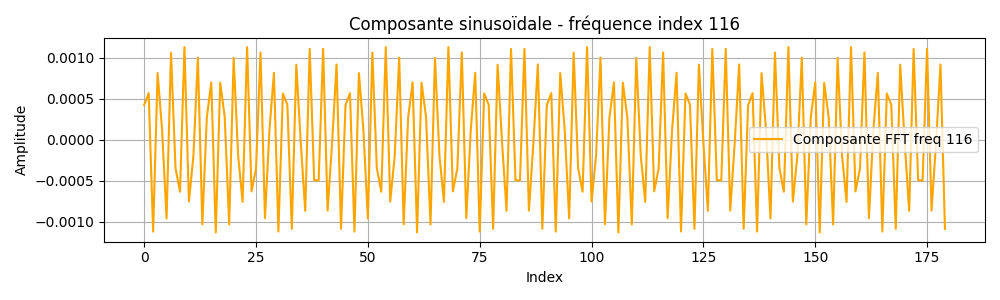 Composante sinusoïdale - fréquence index 116
Amplitude
0.0010
0.0005
0.0000
−0.0005
−0.0010
Composante FFT freq 116
0 25 50 75 100 125 150 175
Index